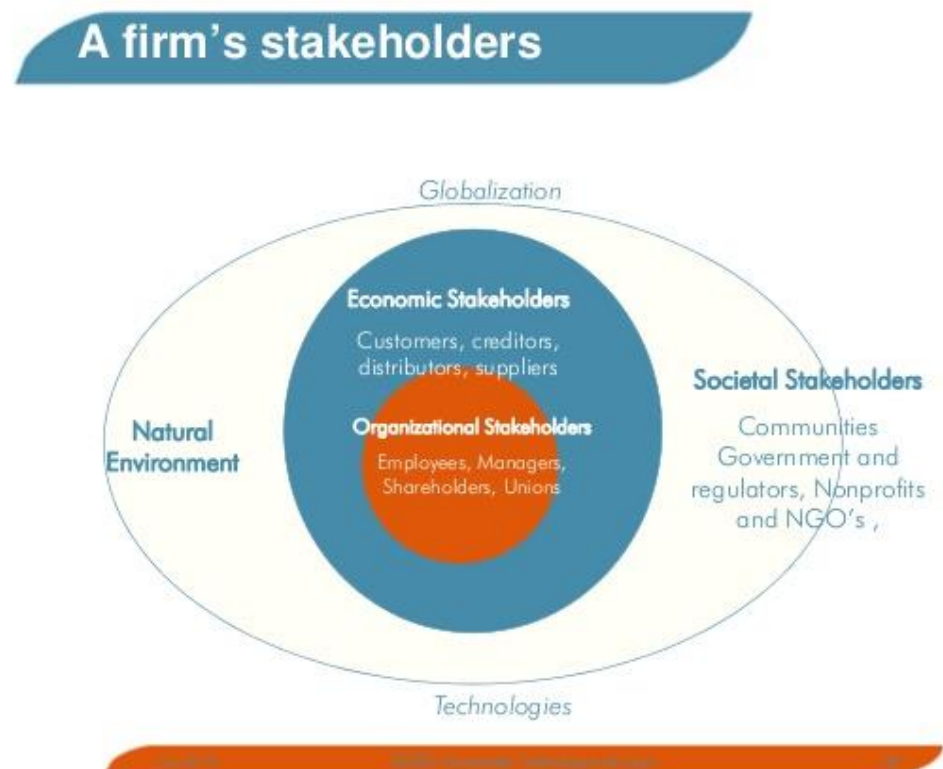 A firm's stakeholders
Globalization
Economic Stakeholders
Customers, creditors,
distributors, suppliers
Organizational Stakeholders
Employees, Managers,
Shareholders, Unions
Natural
Environment
Societal Stakeholders
Communities
Government and
regulators, Nonprofits
and NGO's ,
Technologies